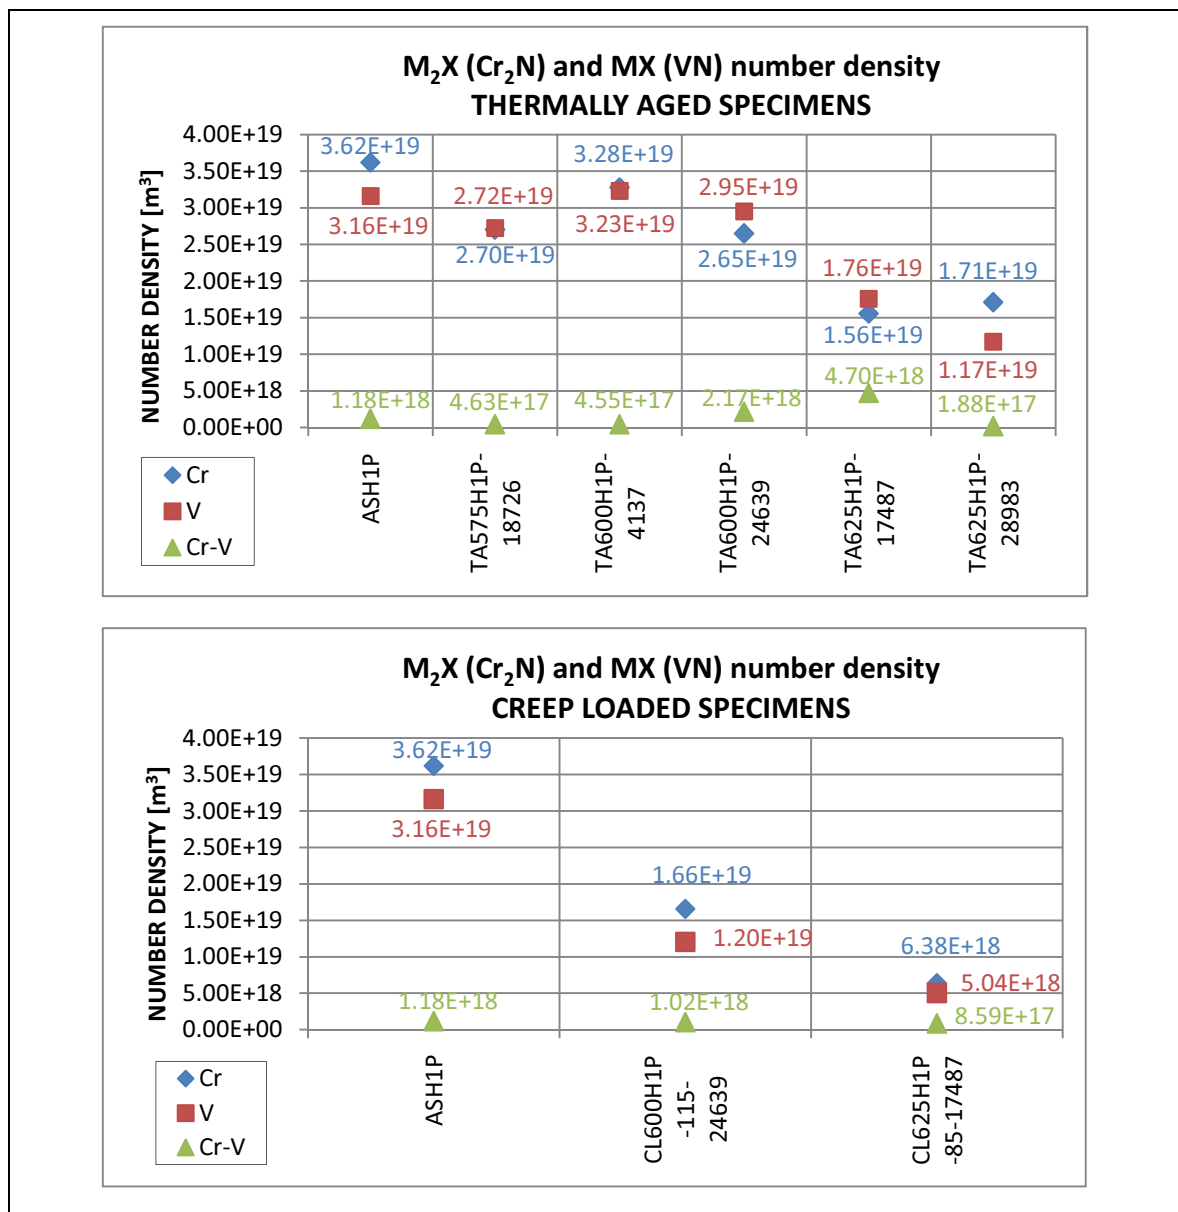 M₂X (Cr₂N) and MX (VN) number density
THERMALLY AGED SPECIMENS
NUMBER DENSITY [m³]
4.00E+19
3.50E+19
3.00E+19
2.50E+19
2.00E+19
1.50E+19
1.00E+19
5.00E+18
0.00E+00
3.62E+19
3.16E+19
1.18E+18
2.72E+19
2.70E+19
4.63E+17
3.28E+19
3.23E+19
4.55E+17
2.95E+19
2.65E+19
2.17E+18
1.76E+19
1.56E+19
4.70E+18
1.71E+19
1.17E+19
1.88E+17
ASH1P
TA575H1P-
18726
TA600H1P-
4137
TA600H1P-
24639
TA625H1P-
17487
TA625H1P-
28983
Cr
V
Cr-V
M₂X (Cr₂N) and MX (VN) number density
CREEP LOADED SPECIMENS
NUMBER DENSITY [m³]
4.00E+19
3.50E+19
3.00E+19
2.50E+19
2.00E+19
1.50E+19
1.00E+19
5.00E+18
0.00E+00
3.62E+19
3.16E+19
1.18E+18
1.66E+19
1.20E+19
1.02E+18
6.38E+18
5.04E+18
8.59E+17
ASH1P
CL600H1P
-115-
24639
CL625H1P
-85-17487
Cr
V
Cr-V